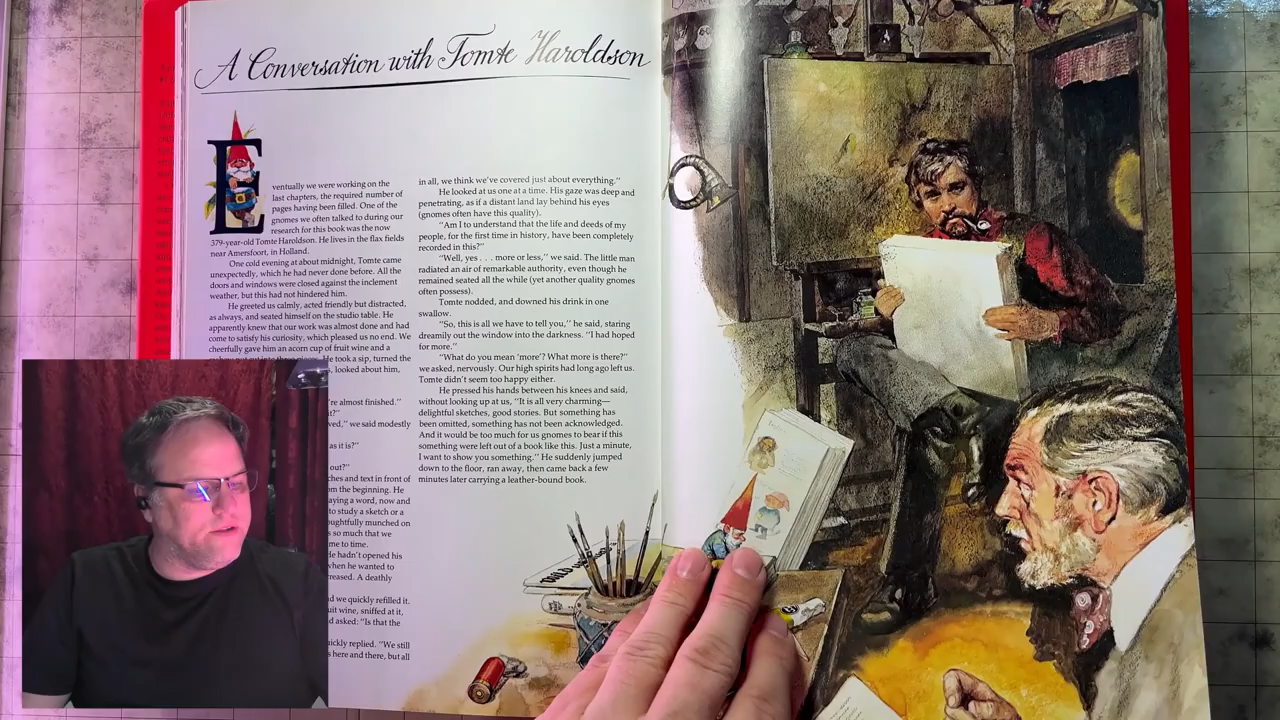 A Conversation with Tomte Haroldson
Eventually we were working on the
last chapters, the required number of
pages having been filled. One of the
gnomes we often talked to during our
research for this book was the now
379-year-old Tomte Haroldson. He lives in the flax fields
near Amersfoort, in Holland.
One cold evening at about midnight, Tomte came
unexpectedly, which he had never done before. All the
doors and windows were closed against the inclement
weather, but this had not hindered him.
He greeted us calmly, acted friendly but distracted,
as always, and seated himself on the studio table. He
apparently knew that our work was almost done and had
come to satisfy his curiosity, which pleased us no end. We
cheerfully gave him an acorn cup of fruit wine and a
He took a sip, turned the
looked about him,
're almost finished."
ved," we said modestly
as it is?"
out?"
ches and text in front of
om the beginning. He
aying a word, now and
to study a sketch or a
oughtfully munched on
s so much that we
me to time.
e hadn't opened his
when he wanted to
reased. A deathly
d we quickly refilled it.
uit wine, sniffed at it,
d asked: "Is that the
uickly replied. "We still
s here and there, but all
in all, we think we've covered just about everything."
He looked at us one at a time. His gaze was deep and
penetrating, as if a distant land lay behind his eyes
(gnomes often have this quality).
"Am I to understand that the life and deeds of my
people, for the first time in history, have been completely
recorded in this?"
"Well, yes . . . more or less," we said. The little man
radiated an air of remarkable authority, even though he
remained seated all the while (yet another quality gnomes
often possess).
Tomte nodded, and downed his drink in one
swallow.
"So, this is all we have to tell you," he said, staring
dreamily out the window into the darkness. "I had hoped
for more."
"What do you mean 'more'? What more is there?"
we asked, nervously. Our high spirits had long ago left us.
Tomte didn't seem too happy either.
He pressed his hands between his knees and said,
without looking up at us, "It is all very charming—
delightful sketches, good stories. But something has
been omitted, something has not been acknowledged.
And it would be too much for us gnomes to bear if this
something were left out of a book like this. Just a minute,
I want to show you something." He suddenly jumped
down to the floor, ran away, then came back a few
minutes later carrying a leather-bound book.